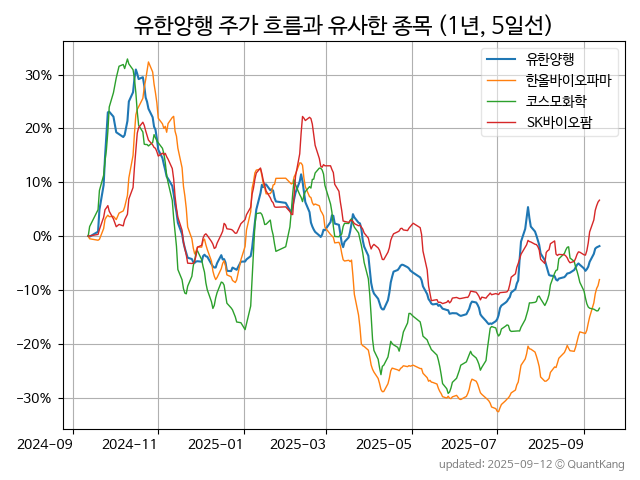 유한양행 주가 흐름과 유사한 종목 (1년, 5일선)
유한양행
한올바이오파마
코스모화학
SK바이오팜
30%
20%
10%
0%
−10%
−20%
−30%
2024-09
2024-11
2025-01
2025-03
2025-05
2025-07
2025-09
updated: 2025-09-12 © QuantKang